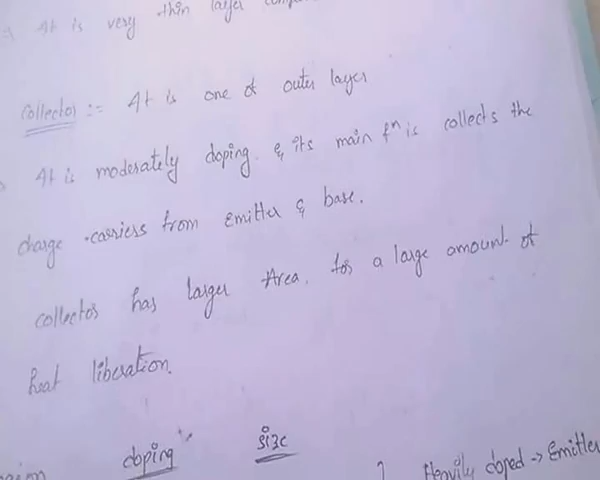 It is very thin layer
Collector :- It is one of outer layer
It is moderately doping & its main fⁿ is collects the
charge carriers from Emitter & base.
collector has larger Area. for a large amount of
heat liberation.
doping size
Heavily doped → Emitter